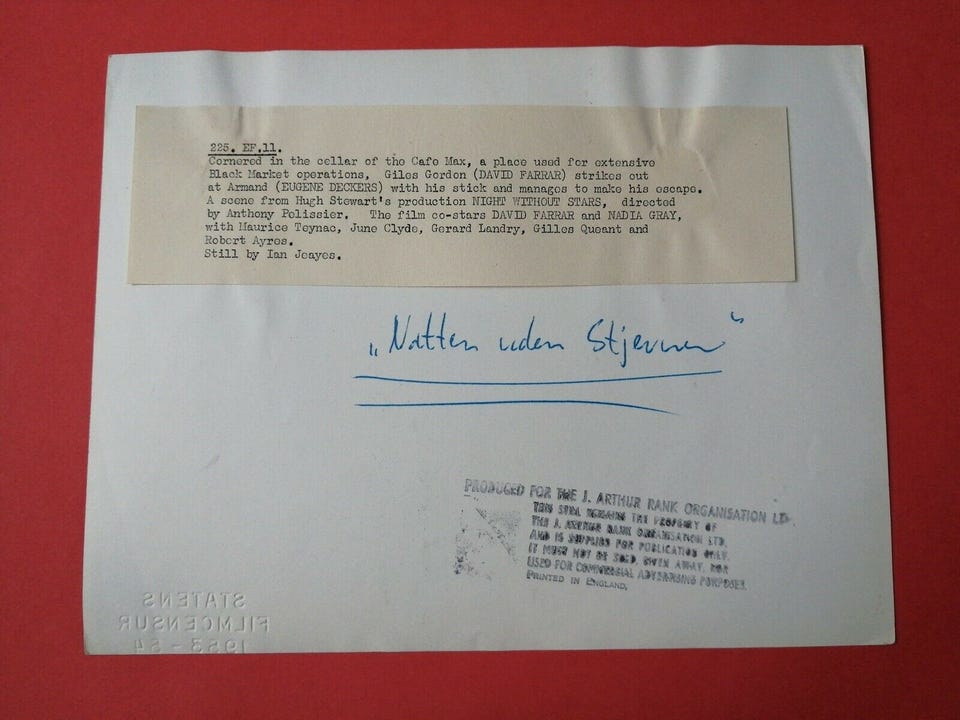 225. EF.11.
Cornered in the cellar of the Cafe Max, a place used for extensive
Black Market operations, Giles Gordon (DAVID FARRAR) strikes out
at Armand (EUGENE DECKERS) with his stick and manages to make his escape.
A scene from Hugh Stewart's production NIGHT WITHOUT STARS, directed
by Anthony Pelissier. The film co-stars DAVID FARRAR and NADIA GRAY,
with Maurice Teynac, June Clyde, Gerard Landry, Gilles Queant and
Robert Ayres.
Still by Ian Jeayes.
„Natten uden Stjerner“
PRODUCED FOR THE J. ARTHUR RANK ORGANISATION LTD.
THIS STILL REMAINS THE PROPERTY OF
THE J. ARTHUR RANK ORGANISATION LTD.
AND IS SUPPLIED FOR PUBLICATION ONLY.
IT MUST NOT BE SOLD, GIVEN AWAY, NOR
USED FOR COMMERCIAL ADVERTISING PURPOSES.
PRINTED IN ENGLAND,
STATENS
FILMCENSUR
1953-54